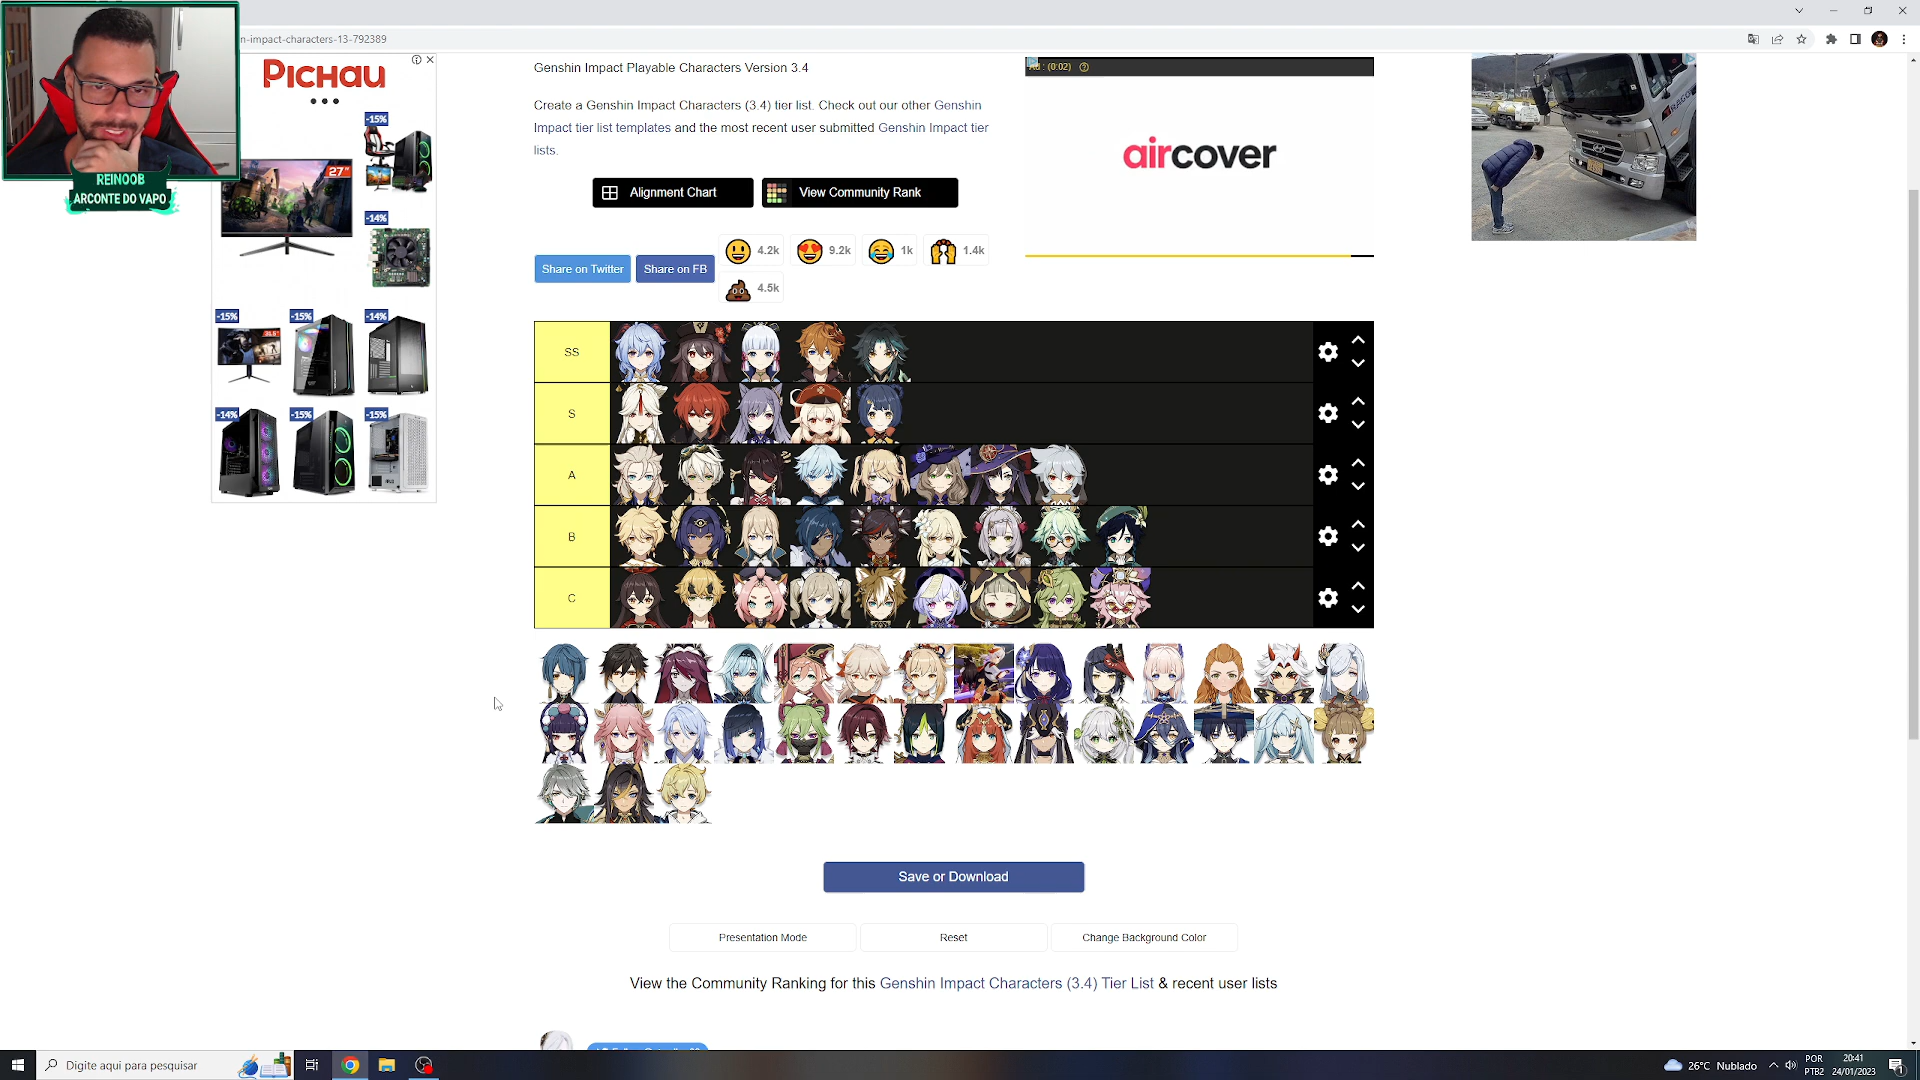 n-impact-characters-13-792389
REINOOB
ARCONTE DO VAPO
PICHAU
-15%
27"
-14%
-15%
-15%
-14%
-14%
-15%
-15%
Genshin Impact Playable Characters Version 3.4
Create a Genshin Impact Characters (3.4) tier list. Check out our other Genshin
Impact tier list templates and the most recent user submitted Genshin Impact tier
lists.
Alignment Chart
View Community Rank
Share on Twitter
Share on FB
4.2k
9.2k
1k
1.4k
4.5k
Ad : (0:02)
aircover
SS
S
A
B
C
Save or Download
Presentation Mode
Reset
Change Background Color
View the Community Ranking for this Genshin Impact Characters (3.4) Tier List & recent user lists
Digite aqui para pesquisar
26°C Nublado
POR
PTB2
20:41
24/01/2023